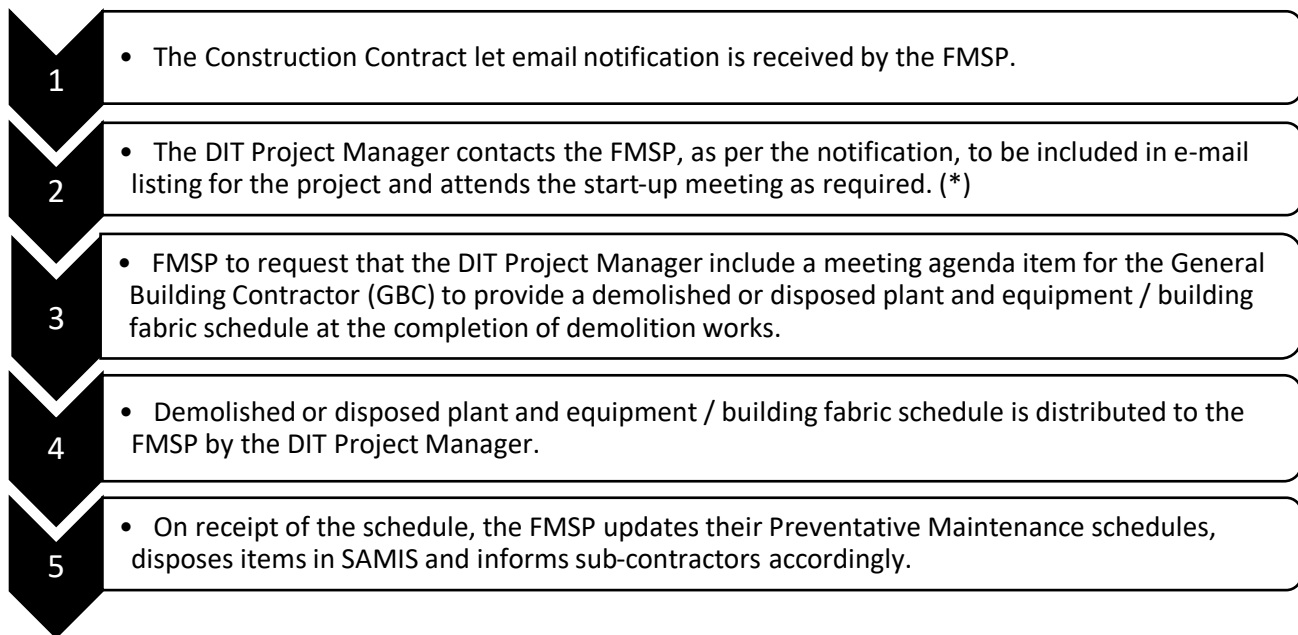 1
• The Construction Contract let email notification is received by the FMSP.
2
• The DIT Project Manager contacts the FMSP, as per the notification, to be included in e-mail
listing for the project and attends the start-up meeting as required. (*)
3
• FMSP to request that the DIT Project Manager include a meeting agenda item for the General
Building Contractor (GBC) to provide a demolished or disposed plant and equipment / building
fabric schedule at the completion of demolition works.
4
• Demolished or disposed plant and equipment / building fabric schedule is distributed to the
FMSP by the DIT Project Manager.
5
• On receipt of the schedule, the FMSP updates their Preventative Maintenance schedules,
disposes items in SAMIS and informs sub-contractors accordingly.